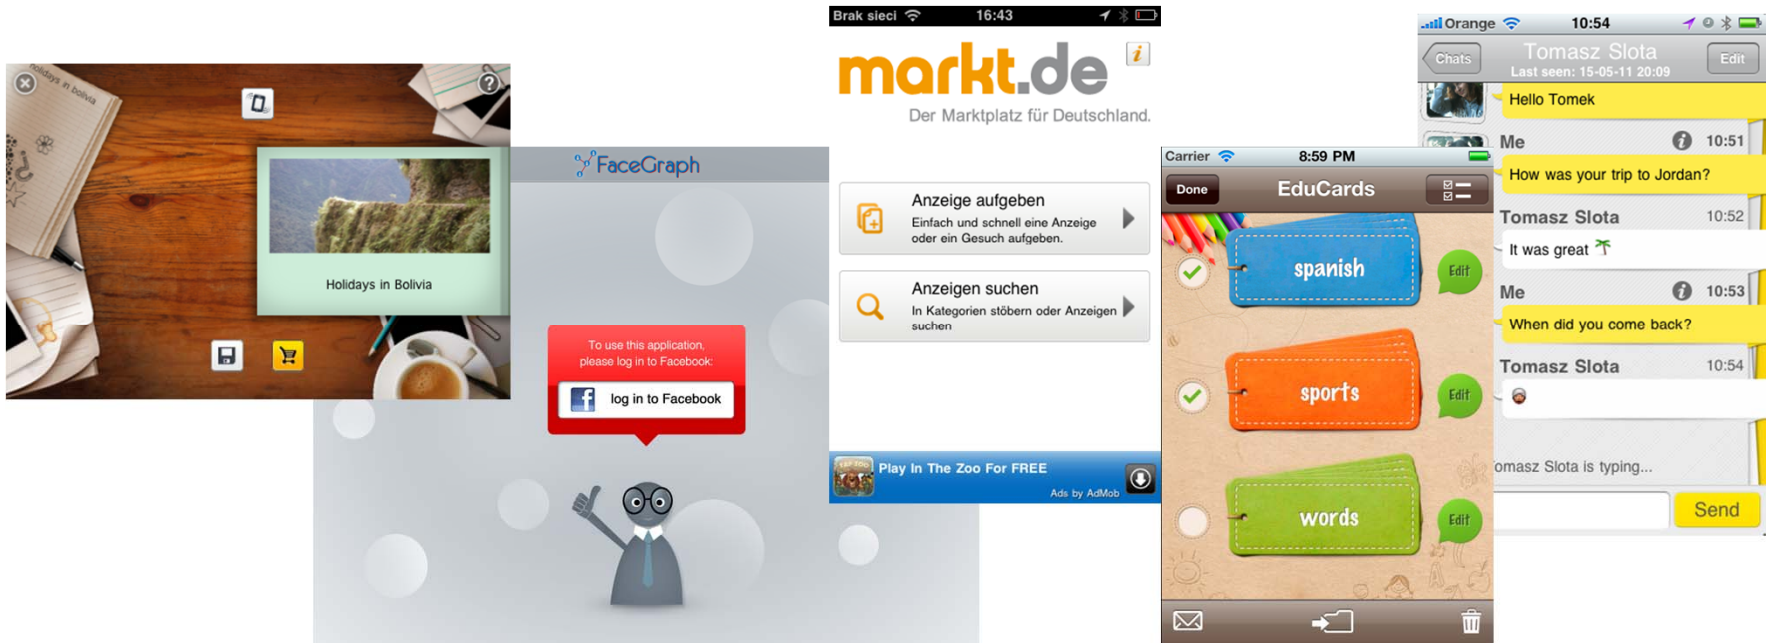 holidays in bolivia
holidays in bolivia
?
Holidays in Bolivia
FaceGraph
To use this application,
please log in to Facebook:
f
log in to Facebook
Brak sieci
16:43
markt.de
i
Der Marktplatz für Deutschland.
Anzeige aufgeben
Einfach und schnell eine Anzeige
oder ein Gesuch aufgeben.
Anzeigen suchen
In Kategorien stöbern oder Anzeigen
suchen
TAP ZOO
Play In The Zoo For FREE
Ads by AdMob
Carrier
8:59 PM
Done
EduCards
spanish
Edit
sports
Edit
words
Edit
Orange
10:54
Chats
Tomasz Slota
Last seen: 15-05-11 20:09
Edit
Hello Tomek
Me
i
10:51
How was your trip to Jordan?
Tomasz Slota
10:52
It was great 🌴
Me
i
10:53
When did you come back?
Tomasz Slota
10:54
omasz Slota is typing...
Send